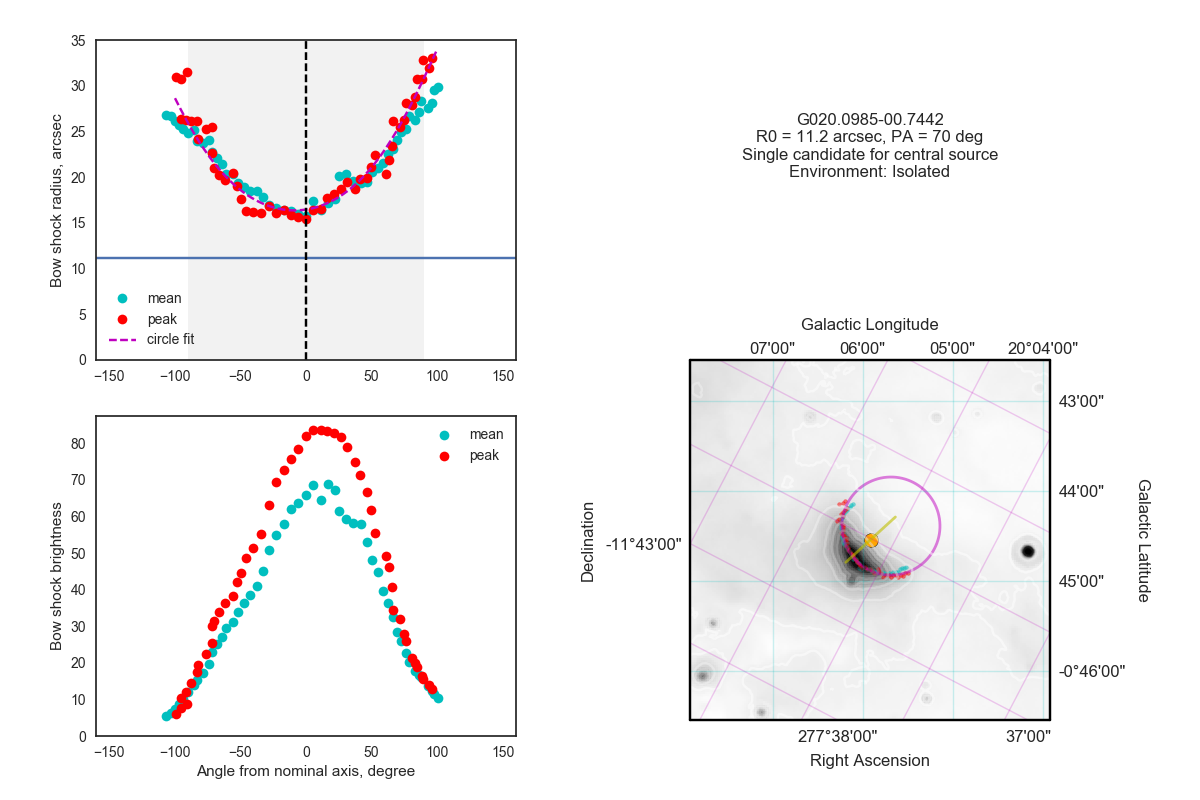 35
30
25
20
15
10
5
0
Bow shock radius, arcsec
mean
peak
circle fit
−150
−100
−50
0
50
100
150
G020.0985-00.7442
R0 = 11.2 arcsec, PA = 70 deg
Single candidate for central source
Environment: Isolated
80
70
60
50
40
30
20
10
0
Bow shock brightness
mean
peak
−150
−100
−50
0
50
100
150
Angle from nominal axis, degree
Galactic Longitude
07'00"
06'00"
05'00"
20°04'00"
43'00"
44'00"
45'00"
-0°46'00"
Galactic Latitude
Declination
-11°43'00"
277°38'00"
37'00"
Right Ascension